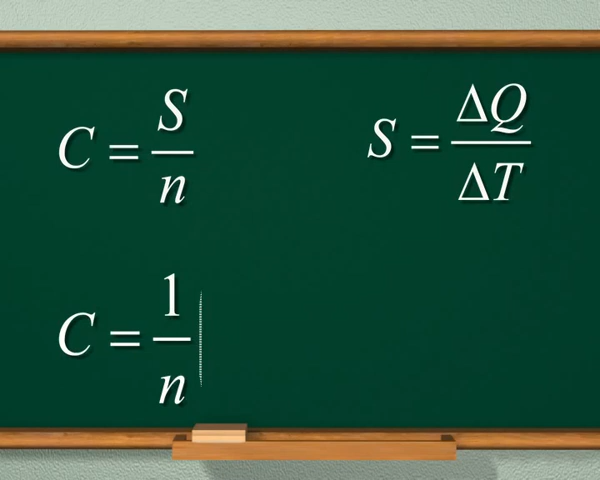 C = S/n
S = ΔQ/ΔT
C = 1/n